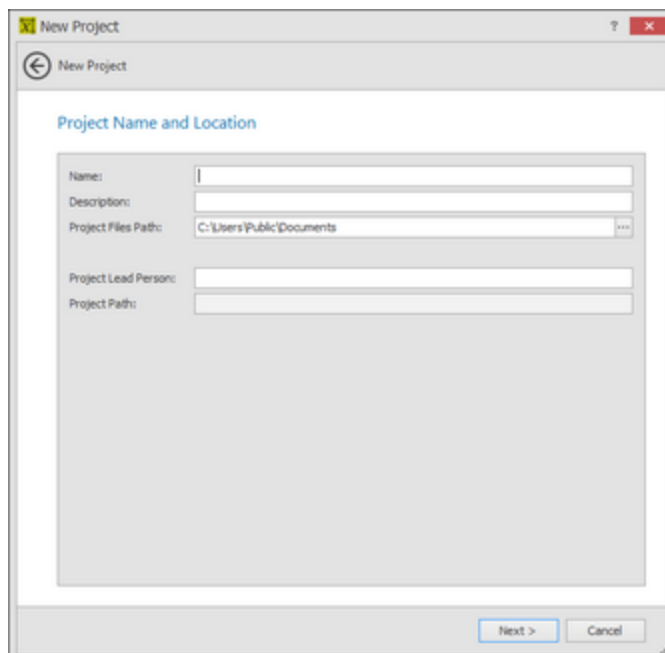 New Project
New Project
Project Name and Location
Name:
Description:
Project Files Path: C:\Users\Public\Documents ...
Project Lead Person:
Project Path:
Next > Cancel